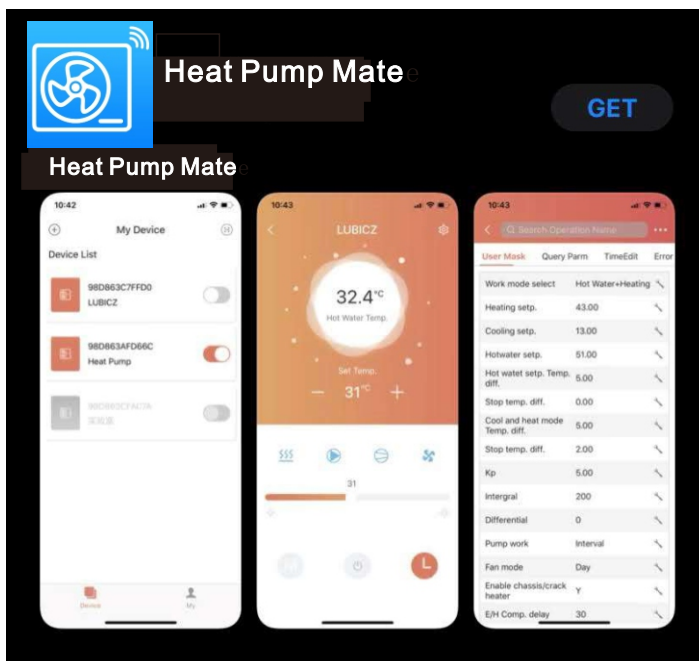 Heat Pump Mate
GET
Heat Pump Mate
10:42
My Device
Device List
98D863C7FFD0
LUBICZ
98D863AFD66C
Heat Pump
Device
My
10:43
LUBICZ
32.4°C
Hot Water Temp.
Set Temp.
— 31°C +
31
10:43
Search Operation Name
User Mask Query Parm TimeEdit Error
Work mode select Hot Water+Heating
Heating setp. 43.00
Cooling setp. 13.00
Hotwater setp. 51.00
Hot watet setp. Temp. diff. 5.00
Stop temp. diff. 0.00
Cool and heat mode Temp. diff. 5.00
Stop temp. diff. 2.00
Kp 5.00
Intergral 200
Differential 0
Pump work Interval
Fan mode Day
Enable chassis/crack heater Y
E/H Comp. delay 30